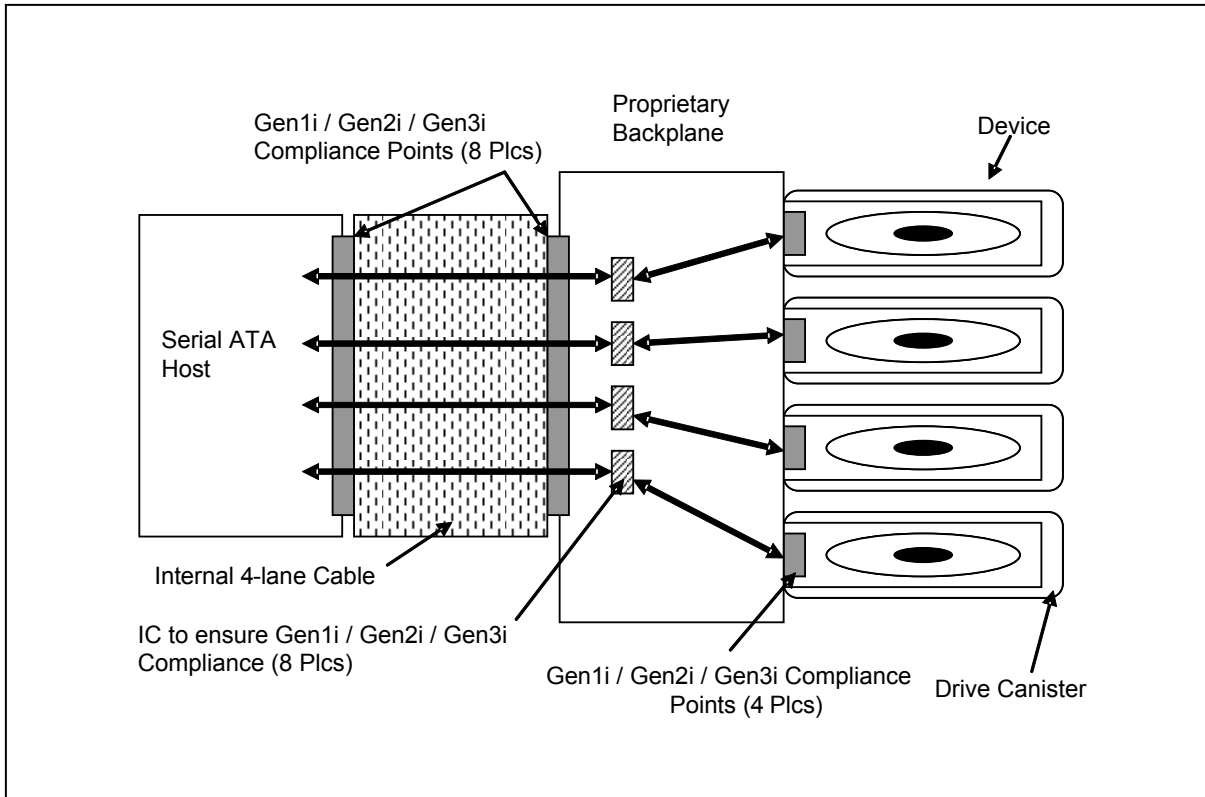 Gen1i / Gen2i / Gen3i
Compliance Points (8 Plcs)
Proprietary
Backplane
Device
Serial ATA
Host
Internal 4-lane Cable
IC to ensure Gen1i / Gen2i / Gen3i
Compliance (8 Plcs)
Gen1i / Gen2i / Gen3i Compliance
Points (4 Plcs)
Drive Canister